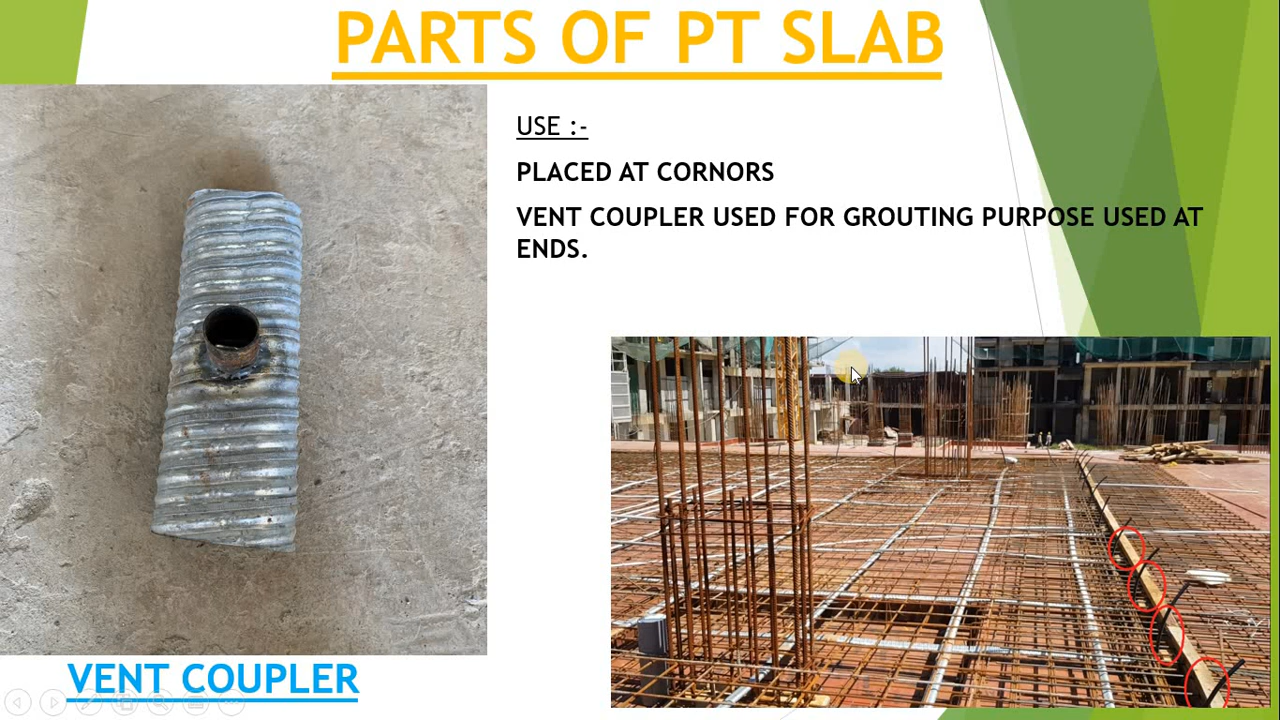 PARTS OF PT SLAB
USE :-
PLACED AT CORNORS
VENT COUPLER USED FOR GROUTING PURPOSE USED AT
ENDS.
VENT COUPLER